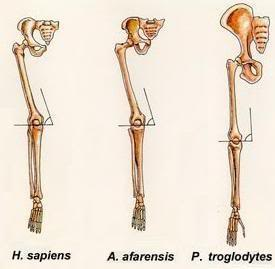 H. sapiens
A. afarensis
P. troglodytes